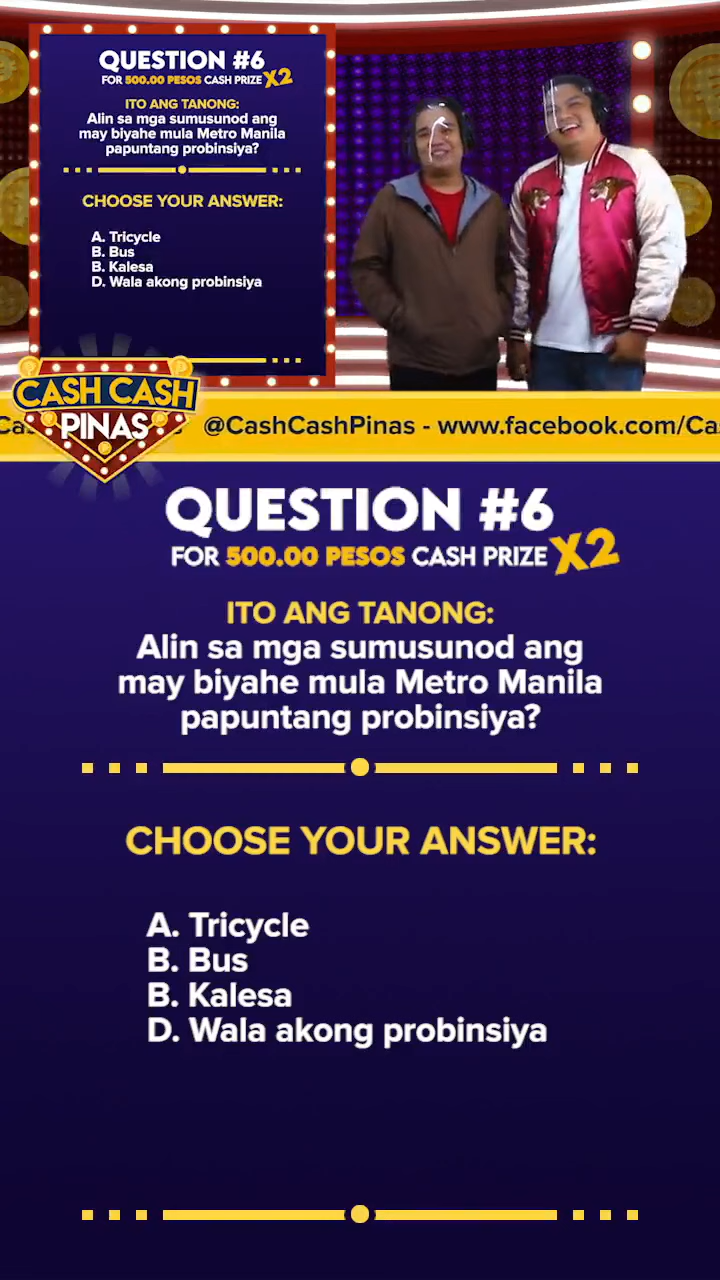 QUESTION #6
FOR 500.00 PESOS CASH PRIZE X2
ITO ANG TANONG:
Alin sa mga sumusunod ang
may biyahe mula Metro Manila
papuntang probinsiya?
CHOOSE YOUR ANSWER:
A. Tricycle
B. Bus
B. Kalesa
D. Wala akong probinsiya
CASH CASH
PINAS
@CashCashPinas - www.facebook.com/Ca
QUESTION #6
FOR 500.00 PESOS CASH PRIZE X2
ITO ANG TANONG:
Alin sa mga sumusunod ang
may biyahe mula Metro Manila
papuntang probinsiya?
CHOOSE YOUR ANSWER:
A. Tricycle
B. Bus
B. Kalesa
D. Wala akong probinsiya